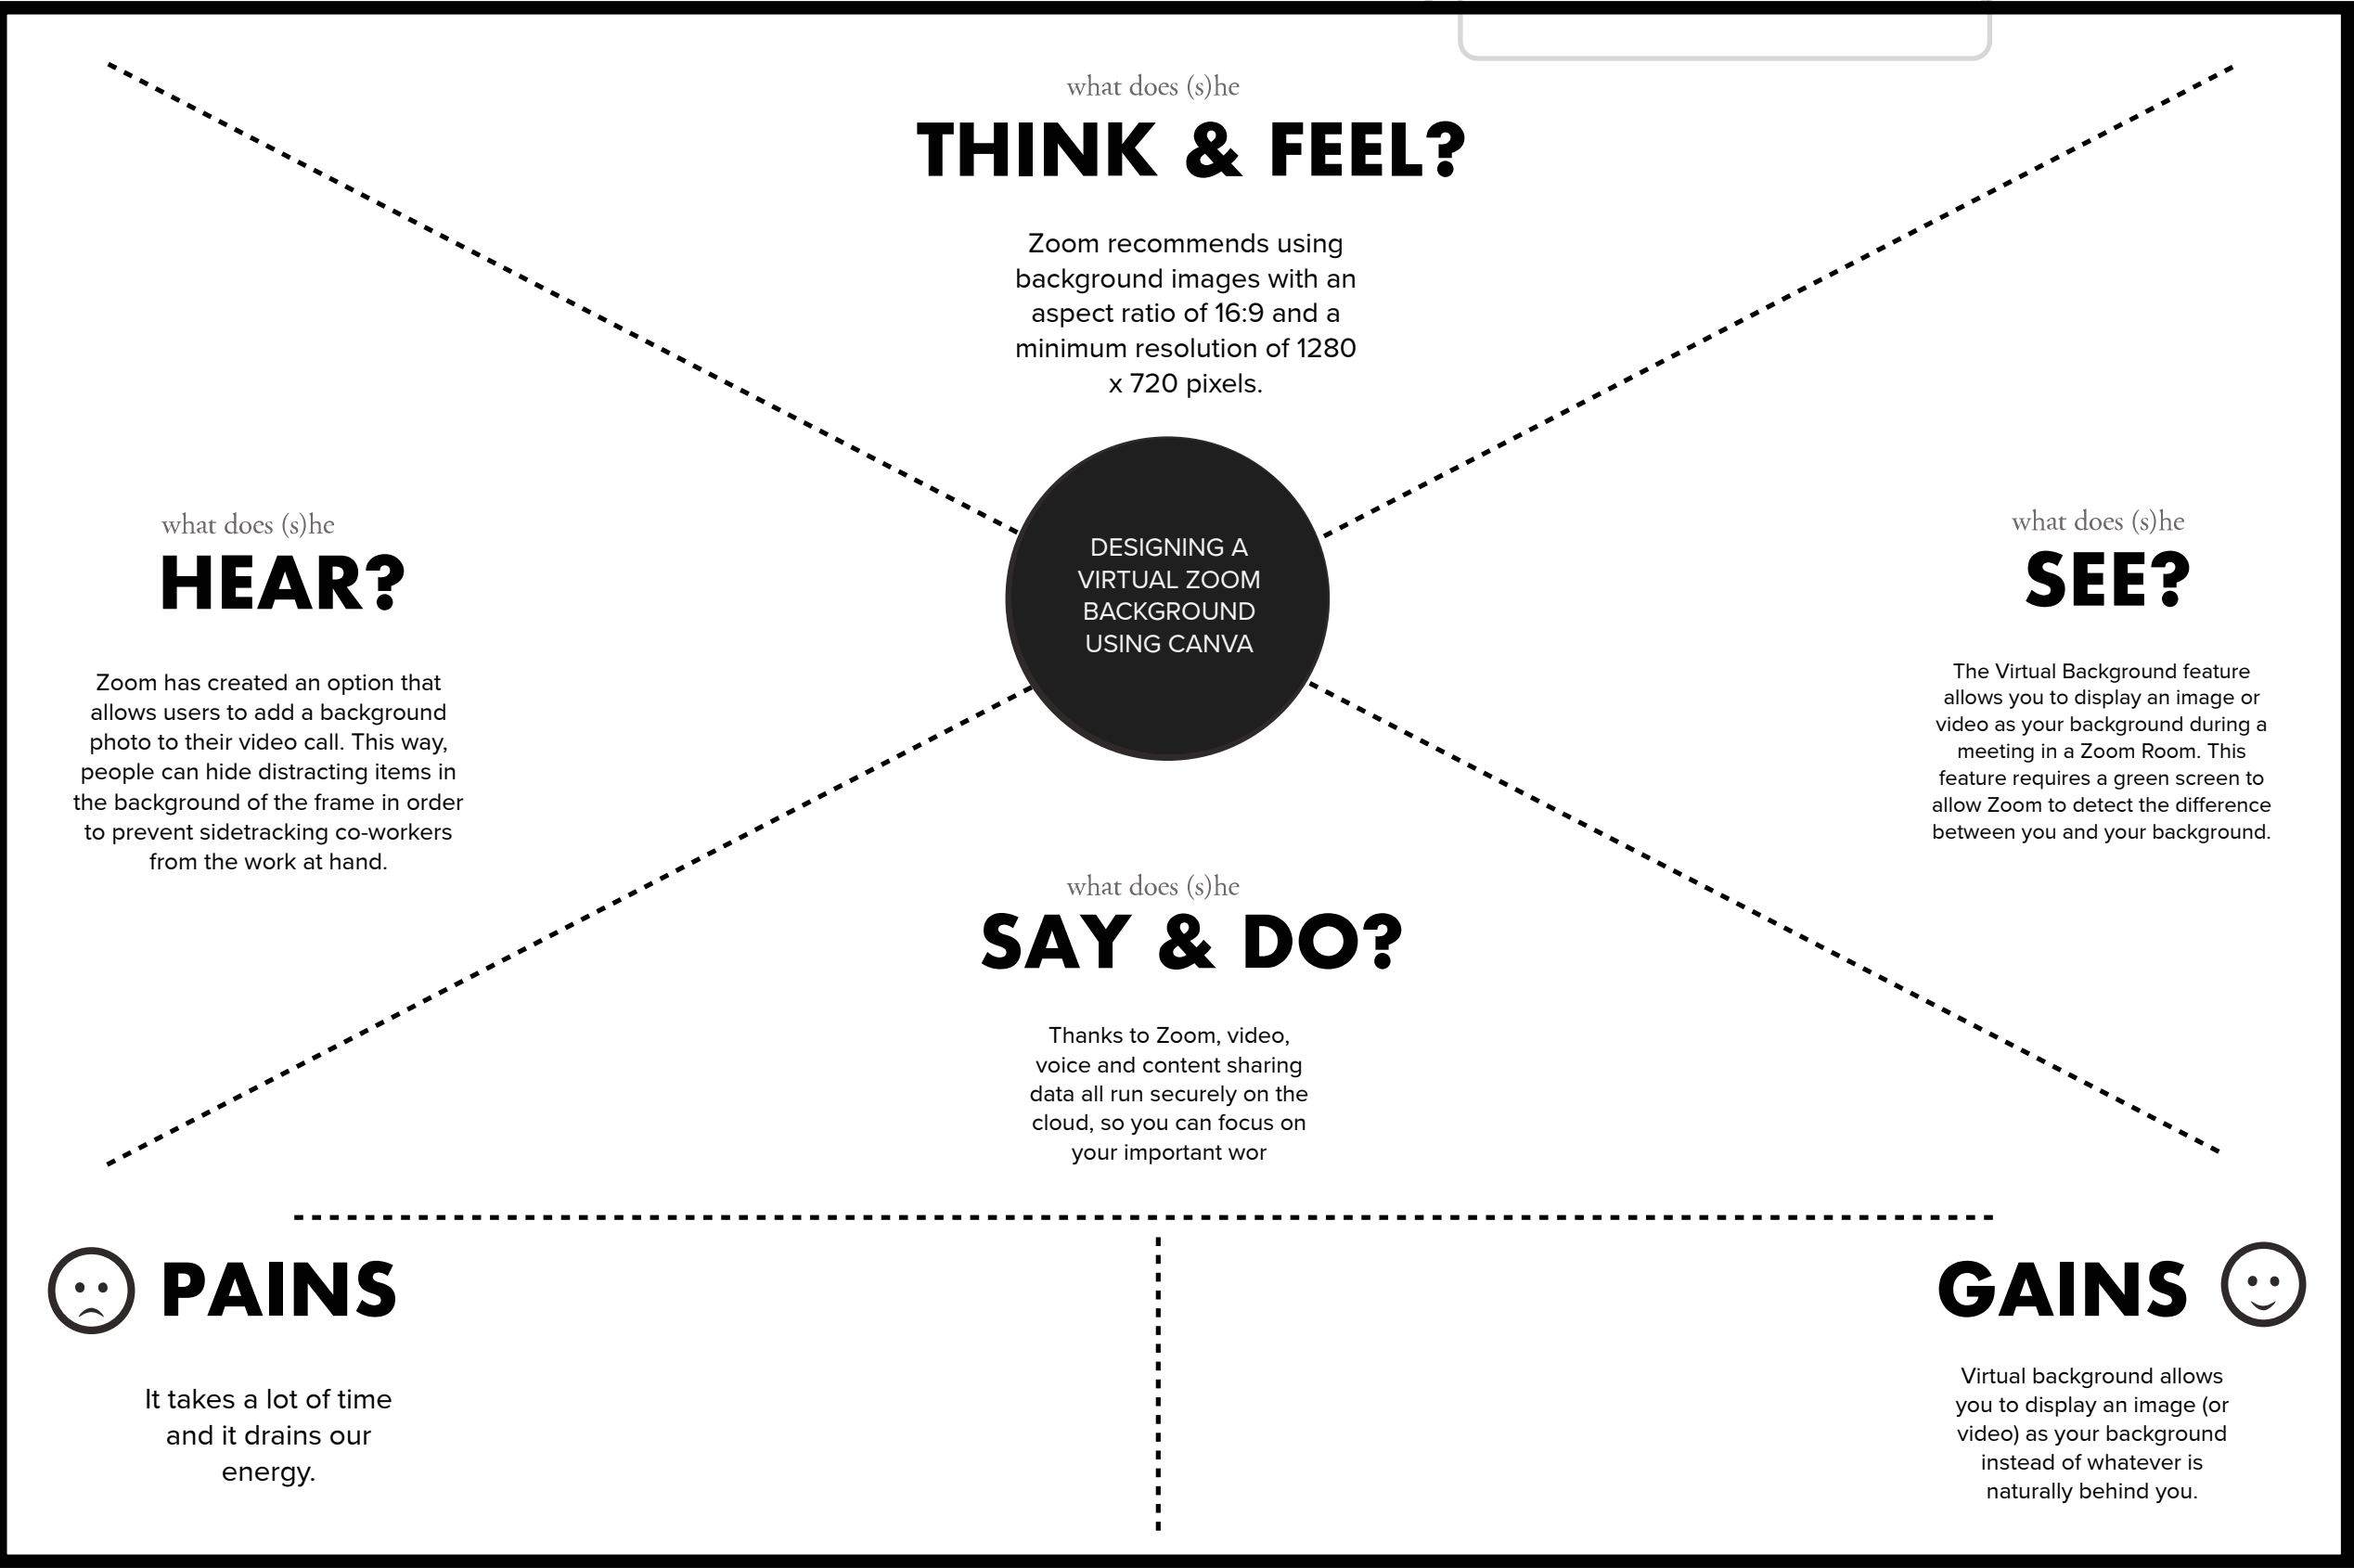 what does (s)he
THINK & FEEL?
Zoom recommends using
background images with an
aspect ratio of 16:9 and a
minimum resolution of 1280
x 720 pixels.
what does (s)he
HEAR?
Zoom has created an option that
allows users to add a background
photo to their video call. This way,
people can hide distracting items in
the background of the frame in order
to prevent sidetracking co-workers
from the work at hand.
DESIGNING A
VIRTUAL ZOOM
BACKGROUND
USING CANVA
what does (s)he
SEE?
The Virtual Background feature
allows you to display an image or
video as your background during a
meeting in a Zoom Room. This
feature requires a green screen to
allow Zoom to detect the difference
between you and your background.
what does (s)he
SAY & DO?
Thanks to Zoom, video,
voice and content sharing
data all run securely on the
cloud, so you can focus on
your important wor
PAINS
It takes a lot of time
and it drains our
energy.
GAINS
Virtual background allows
you to display an image (or
video) as your background
instead of whatever is
naturally behind you.